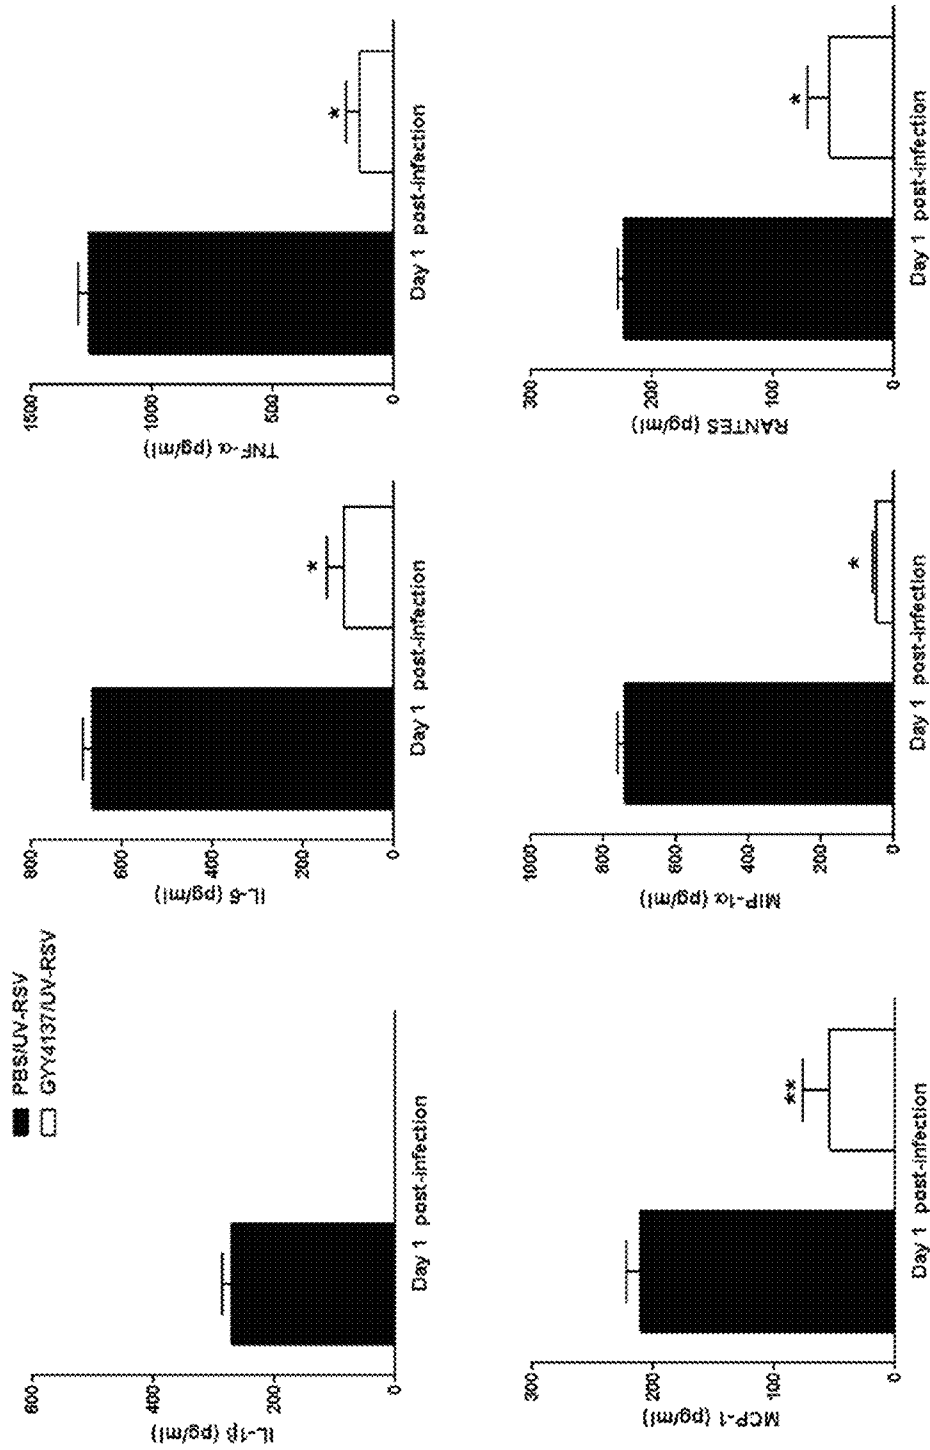 PBS/UV-RSV
GYY4137/UV-RSV
IL-1β (pg/ml)
600
400
200
0
Day 1 post-infection
IL-6 (pg/ml)
800
600
400
200
0
*
Day 1 post-infection
TNF-α (pg/ml)
1500
1000
500
0
*
Day 1 post-infection
MCP-1 (pg/ml)
300
200
100
0
**
Day 1 post-infection
MIP-1α (pg/ml)
1000
800
600
400
200
0
*
Day 1 post-infection
RANTES (pg/ml)
300
200
100
0
*
Day 1 post-infection